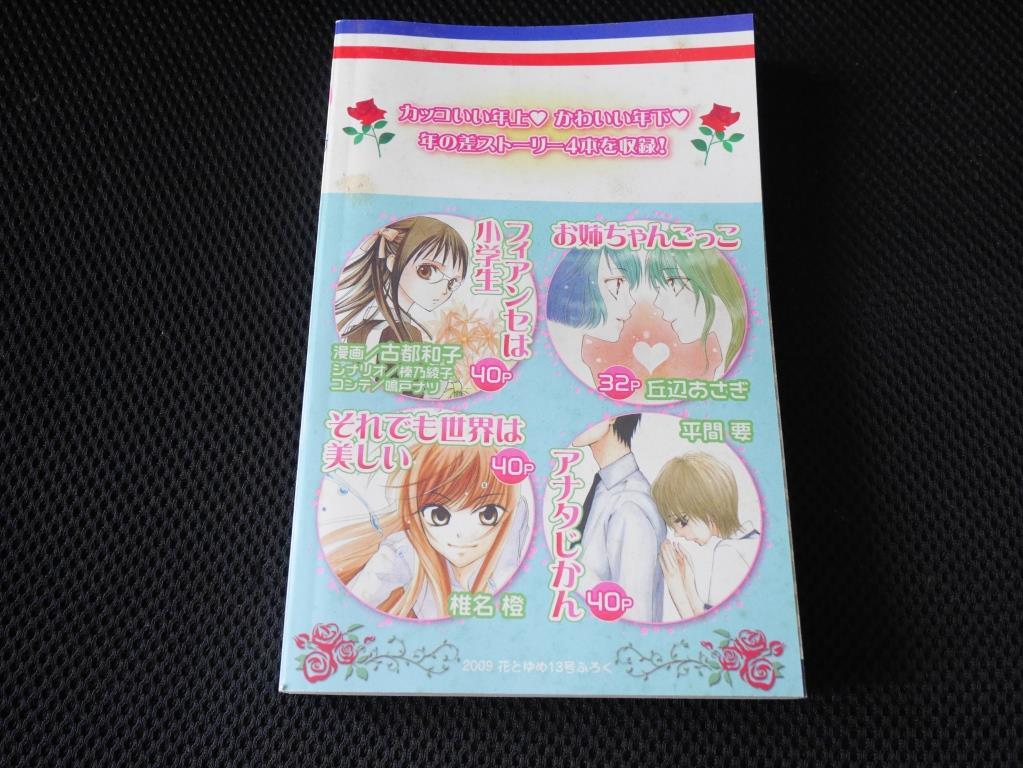 カッコいい年上♥ かわいい年下♥
年の差ストーリー4本を収録!
フィアンセは
小学生
漫画/古都和子
シナリオ/榛乃綾子
コンテ/鳴戸ナツ
40P
お姉ちゃんごっこ
32P 丘辺あさぎ
それでも世界は
美しい
40P
椎名 橙
平間 要
アナタじかん
40P
2009 花とゆめ13号ふろく